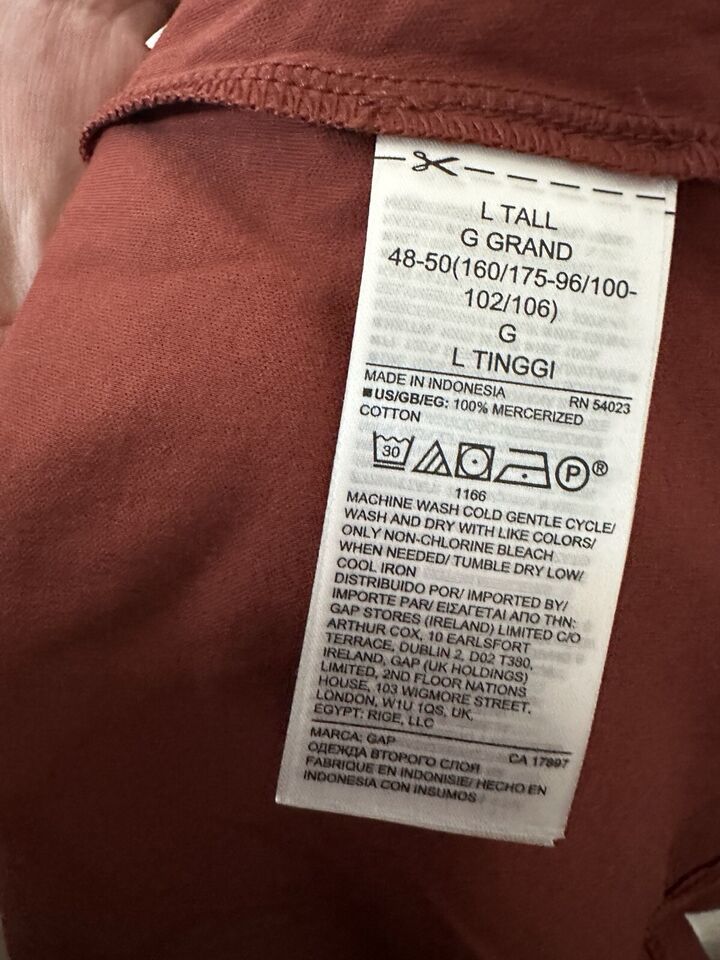 L TALL
G GRAND
48-50(160/175-96/100-
102/106)
G
L TINGGI
MADE IN INDONESIA RN 54023
■US/GB/EG: 100% MERCERIZED
COTTON
30 P®
1166
MACHINE WASH COLD GENTLE CYCLE/
WASH AND DRY WITH LIKE COLORS/
ONLY NON-CHLORINE BLEACH
WHEN NEEDED/ TUMBLE DRY LOW/
COOL IRON
DISTRIBUIDO POR/ IMPORTED BY/
IMPORTE PAR/ ΕΙΣΑΓΕΤΑΙ ΑΠΟ ΤΗΝ:
GAP STORES (IRELAND) LIMITED C/O
ARTHUR COX, 10 EARLSFORT
TERRACE, DUBLIN 2, D02 T380,
IRELAND, GAP (UK HOLDINGS)
LIMITED, 2ND FLOOR NATIONS
HOUSE, 103 WIGMORE STREET,
LONDON, W1U 1QS, UK,
EGYPT: RIGE, LLC
MARCA: GAP CA 17897
ОДЕЖДА ВТОРОГО СЛОЯ
FABRIQUE EN INDONISIE/ HECHO EN
INDONESIA CON INSUMOS